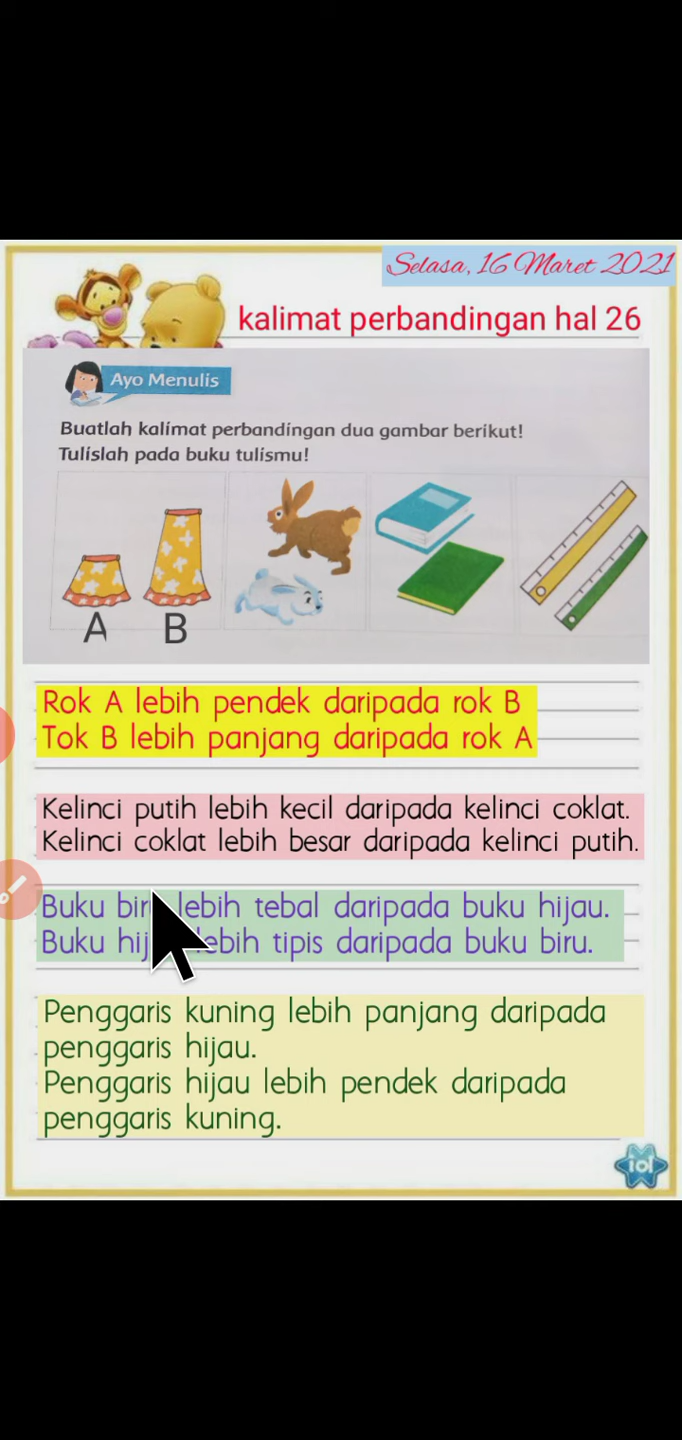 Selasa, 16 Maret 2021
kalimat perbandingan hal 26
Ayo Menulis
Buatlah kalimat perbandingan dua gambar berikut!
Tulislah pada buku tulismu!
A B
Rok A lebih pendek daripada rok B
Tok B lebih panjang daripada rok A
Kelinci putih lebih kecil daripada kelinci coklat.
Kelinci coklat lebih besar daripada kelinci putih.
Buku lebih tebal daripada buku hijau.
Buku lebih tipis daripada buku biru.
Penggaris kuning lebih panjang daripada
penggaris hijau.
Penggaris hijau lebih pendek daripada
penggaris kuning.
101